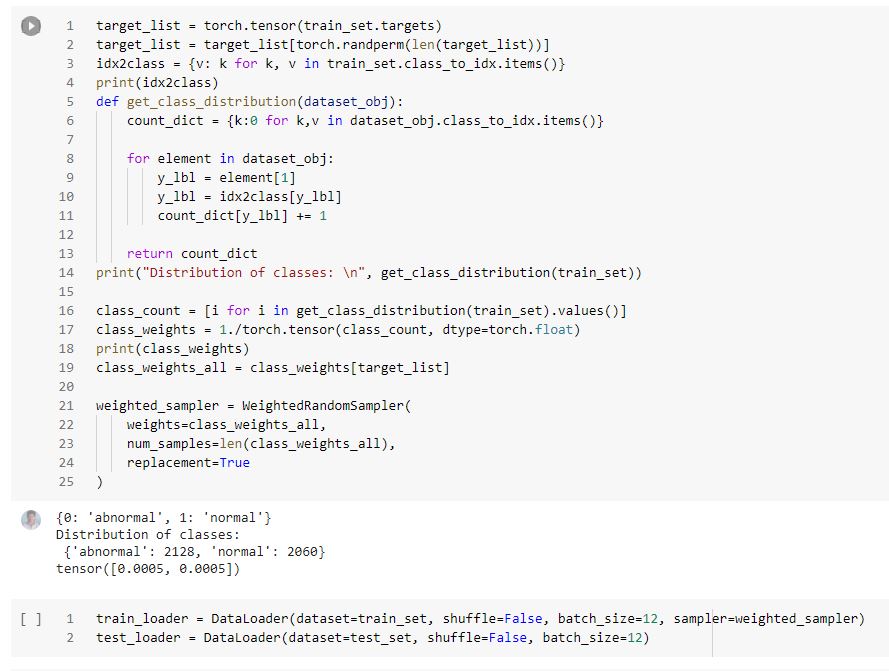 1 target_list = torch.tensor(train_set.targets)
2 target_list = target_list[torch.randperm(len(target_list))]
3 idx2class = {v: k for k, v in train_set.class_to_idx.items()}
4 print(idx2class)
5 def get_class_distribution(dataset_obj):
6     count_dict = {k:0 for k,v in dataset_obj.class_to_idx.items()}
7
8     for element in dataset_obj:
9         y_lbl = element[1]
10         y_lbl = idx2class[y_lbl]
11         count_dict[y_lbl] += 1
12
13     return count_dict
14 print("Distribution of classes: \n", get_class_distribution(train_set))
15
16 class_count = [i for i in get_class_distribution(train_set).values()]
17 class_weights = 1./torch.tensor(class_count, dtype=torch.float)
18 print(class_weights)
19 class_weights_all = class_weights[target_list]
20
21 weighted_sampler = WeightedRandomSampler(
22     weights=class_weights_all,
23     num_samples=len(class_weights_all),
24     replacement=True
25 )
{0: 'abnormal', 1: 'normal'}
Distribution of classes:
 {'abnormal': 2128, 'normal': 2060}
tensor([0.0005, 0.0005])
[ ] 1 train_loader = DataLoader(dataset=train_set, shuffle=False, batch_size=12, sampler=weighted_sampler)
2 test_loader = DataLoader(dataset=test_set, shuffle=False, batch_size=12)